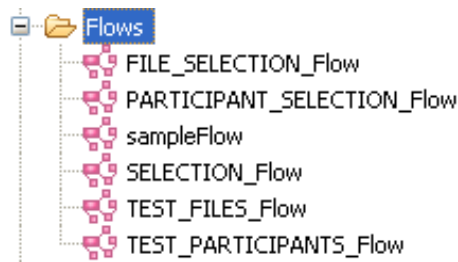 Flows
FILE_SELECTION_Flow
PARTICIPANT_SELECTION_Flow
sampleFlow
SELECTION_Flow
TEST_FILES_Flow
TEST_PARTICIPANTS_Flow